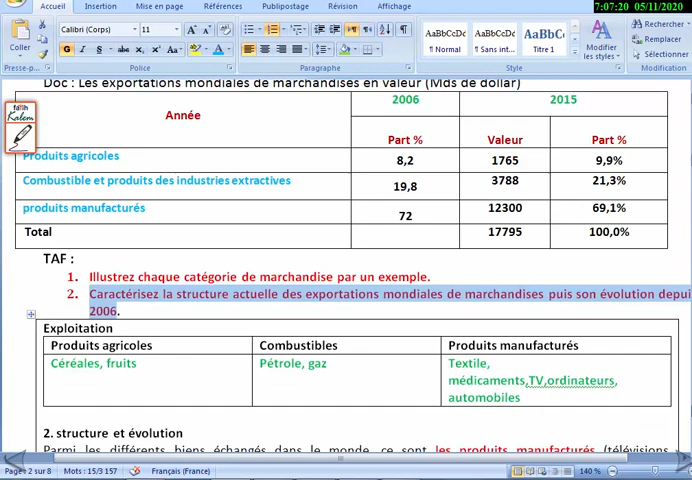 Accueil Insertion Mise en page Références Publipostage Révision Affichage
7:07:20 05/11/2020
Calibri (Corps) 11
AaBbCcDc AaBbCcDc AaBbC
Rechercher
Remplacer
Sélectionner
Coller
¶ Normal ¶ Sans int... Titre 1
Modifier les styles
Presse-p... Police Paragraphe Style Modification
Doc : Les exportations mondiales de marchandises en valeur (Mds de dollar)
fatih
Kalem
Année 2006 2015
Part % Valeur Part %
Produits agricoles 8,2 1765 9,9%
Combustible et produits des industries extractives 19,8 3788 21,3%
produits manufacturés 72 12300 69,1%
Total 17795 100,0%
TAF :
1. Illustrez chaque catégorie de marchandise par un exemple.
2. Caractérisez la structure actuelle des exportations mondiales de marchandises puis son évolution depui
2006.
Exploitation
Produits agricoles Combustibles Produits manufacturés
Céréales, fruits Pétrole, gaz Textile,
médicaments,TV,ordinateurs,
automobiles
2. structure et évolution
Parmi les différents biens échangés dans le monde, ce sont les produits manufacturés (télévisions,
Page : 2 sur 8 Mots : 15/3 157 Français (France) 140 %